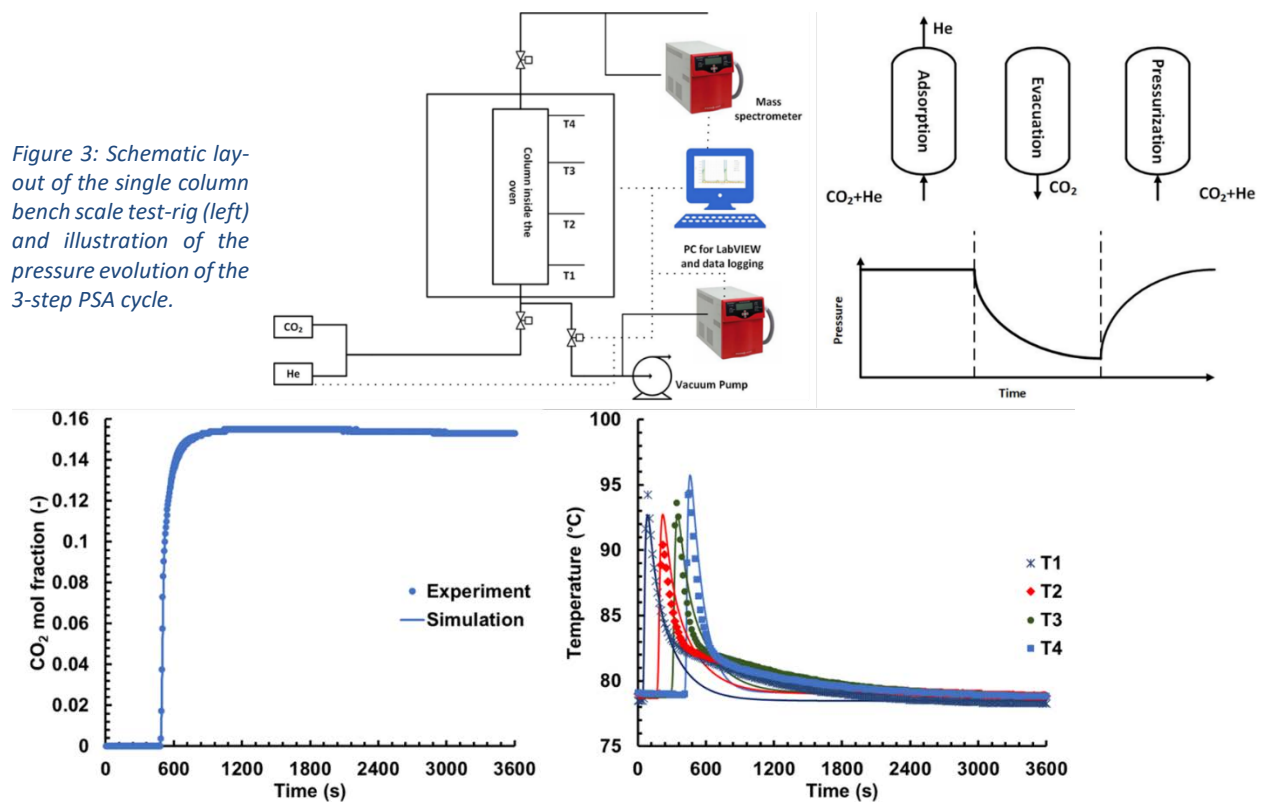 Figure 3: Schematic lay-
out of the single column
bench scale test-rig (left)
and illustration of the
pressure evolution of the
3-step PSA cycle.
T4
T3
T2
T1
Column inside the
oven
CO₂
He
Mass
spectrometer
PC for LabVIEW
and data logging
Vacuum Pump
He
Adsorption
Evacuation
Pressurization
CO₂+He
CO₂
CO₂+He
Pressure
Time
0.16
0.14
0.12
0.1
0.08
0.06
0.04
0.02
0
CO₂ mol fraction (-)
Experiment
Simulation
0
600
1200
1800
2400
3000
3600
Time (s)
100
95
90
85
80
75
Temperature (°C)
T1
T2
T3
T4
0
600
1200
1800
2400
3000
3600
Time (s)